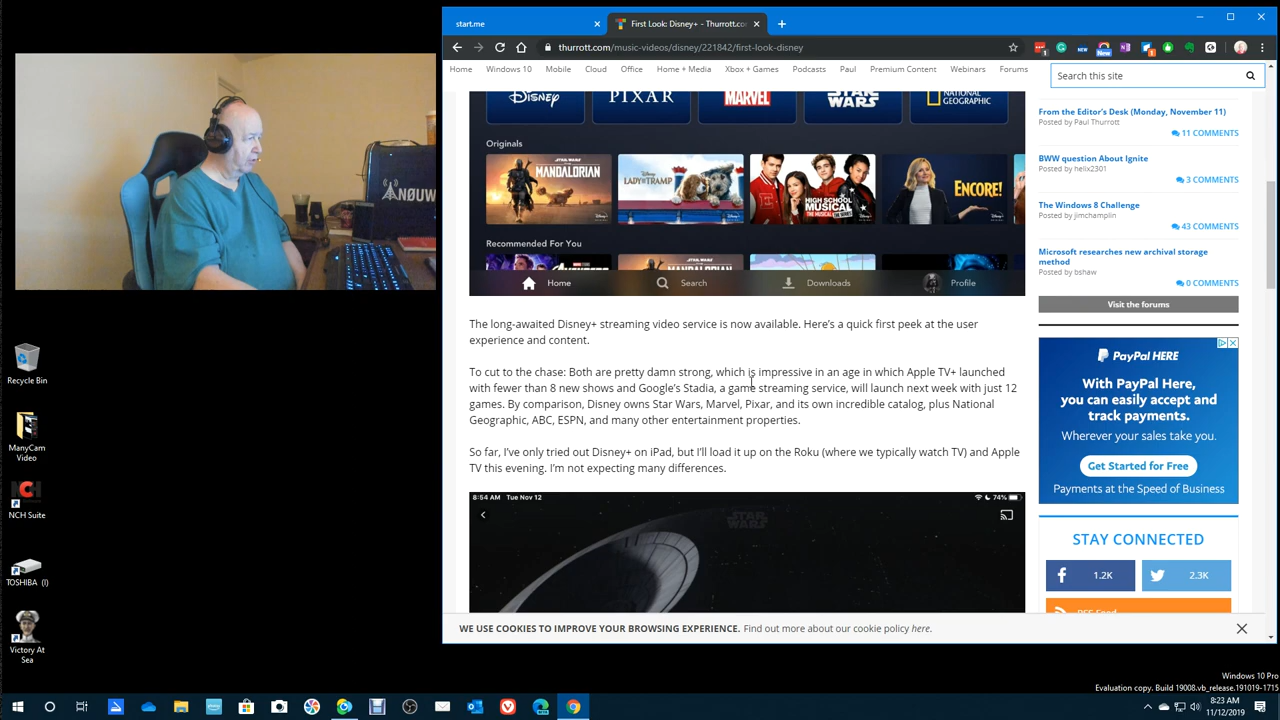 start.me
First Look: Disney+ - Thurrott.co
thurrott.com/music-videos/disney/221842/first-look-disney
Home Windows 10 Mobile Cloud Office Home + Media Xbox + Games Podcasts Paul Premium Content Webinars Forums
Search this site
Disney PIXAR MARVEL STAR WARS NATIONAL GEOGRAPHIC
Originals
STAR WARS
THE MANDALORIAN
LADY AND THE TRAMP
HIGH SCHOOL MUSICAL
ENCORE!
Recommended For You
Home
Search
Downloads
Profile
The long-awaited Disney+ streaming video service is now available. Here's a quick first peek at the user
experience and content.
To cut to the chase: Both are pretty damn strong, which is impressive in an age in which Apple TV+ launched
with fewer than 8 new shows and Google's Stadia, a game streaming service, will launch next week with just 12
games. By comparison, Disney owns Star Wars, Marvel, Pixar, and its own incredible catalog, plus National
Geographic, ABC, ESPN, and many other entertainment properties.
So far, I've only tried out Disney+ on iPad, but I'll load it up on the Roku (where we typically watch TV) and Apple
TV this evening. I'm not expecting many differences.
8:54 AM Tue Nov 12
74%
STAR WARS
From the Editor's Desk (Monday, November 11)
Posted by Paul Thurrott
11 COMMENTS
BWW question About Ignite
Posted by helix2301
3 COMMENTS
The Windows 8 Challenge
Posted by jimchamplin
43 COMMENTS
Microsoft researches new archival storage
method
Posted by bshaw
0 COMMENTS
Visit the forums
PayPal HERE
With PayPal Here,
you can easily accept
and track payments.
Wherever your sales take you.
Get Started for Free
Payments at the Speed of Business
STAY CONNECTED
1.2K
2.3K
WE USE COOKIES TO IMPROVE YOUR BROWSING EXPERIENCE. Find out more about our cookie policy here.
Recycle Bin
ManyCam
Video
NCH
NCH Suite
TOSHIBA (I)
Victory At
Sea
Windows 10 Pro
Evaluation copy. Build 19008.vb_release.191019-1715
8:23 AM
11/12/2019